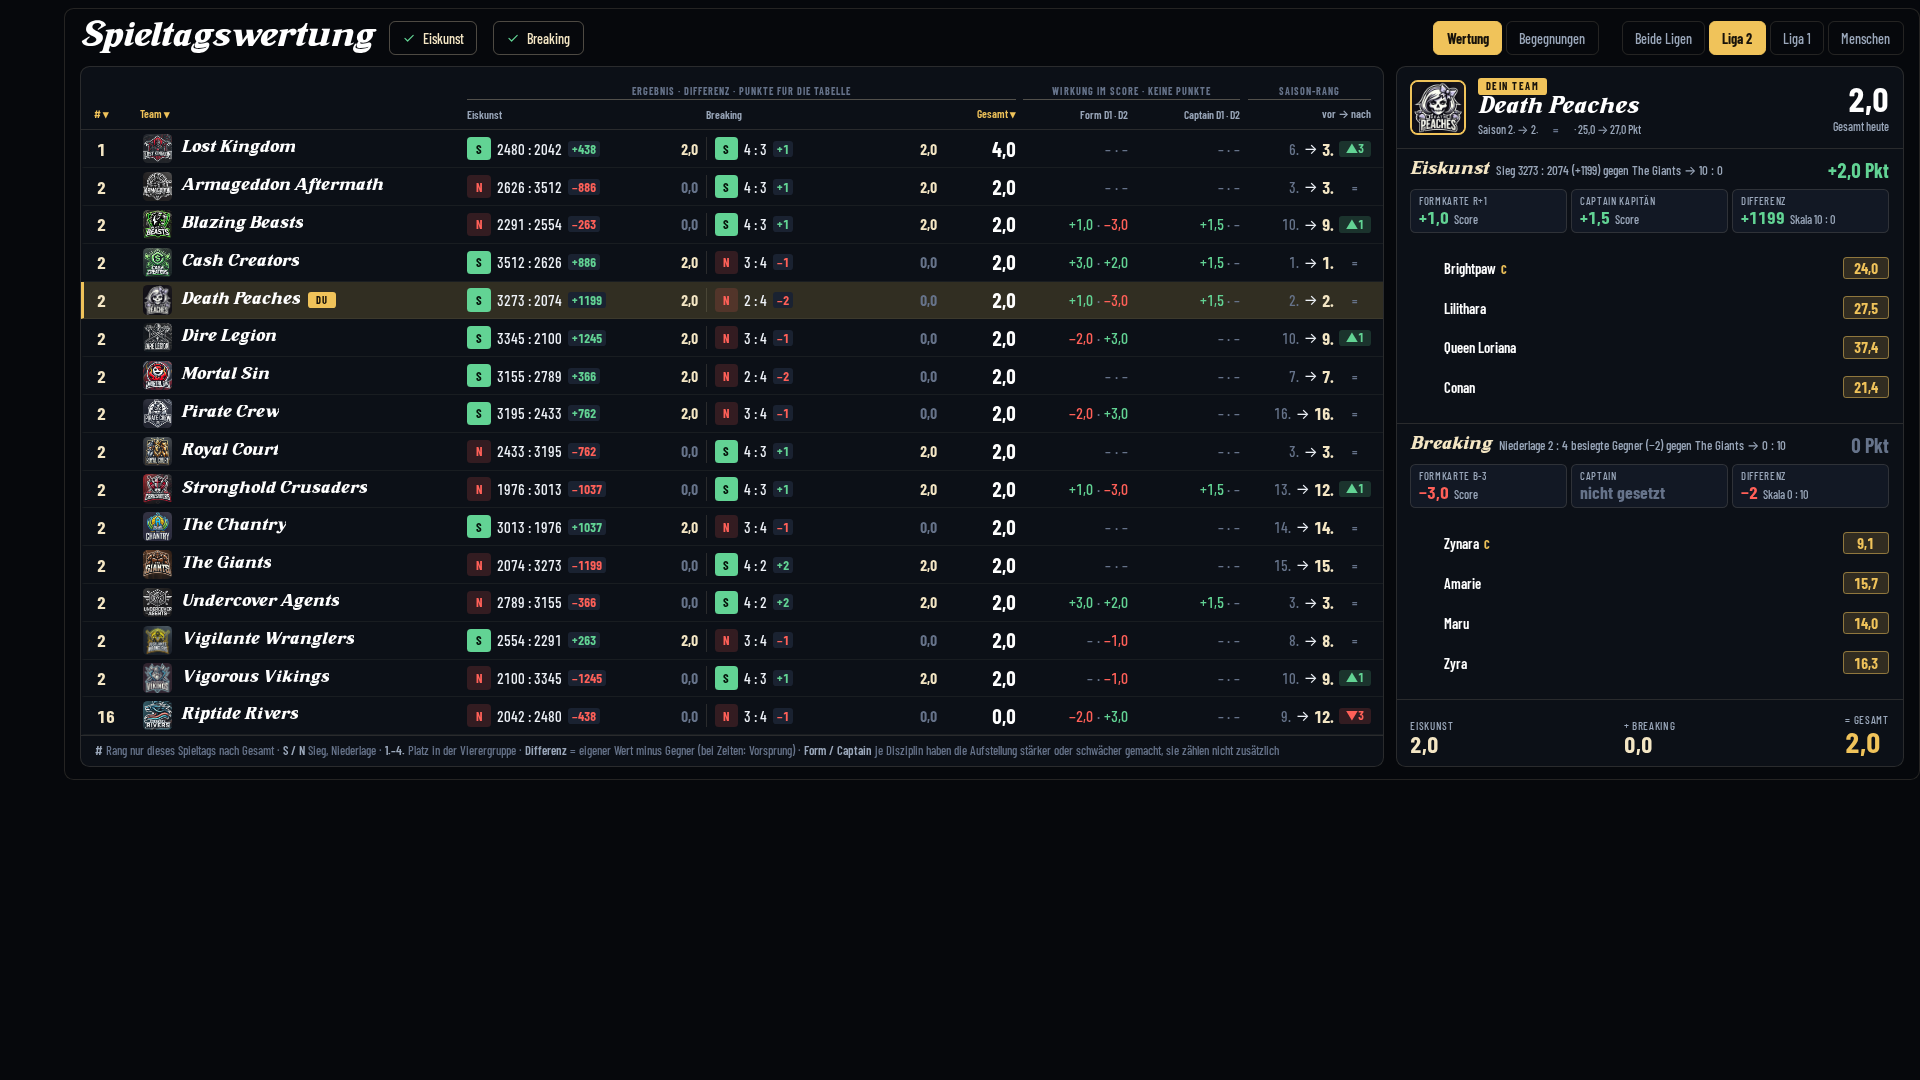 Spieltagswertung ✓ Eiskunst ✓ Breaking Wertung Begegnungen Beide Ligen Liga 2 Liga 1 Menschen
ERGEBNIS · DIFFERENZ · PUNKTE FÜR DIE TABELLE WIRKUNG IM SCORE · KEINE PUNKTE SAISON-RANG
# ▾ Team ▾ Eiskunst Breaking Gesamt ▾ Form D1 · D2 Captain D1 · D2 vor → nach
1 Lost Kingdom S 2480 : 2042 +438 2,0 S 4 : 3 +1 2,0 4,0 – · – – · – 6. → 3. ▲3
2 Armageddon Aftermath N 2626 : 3512 −886 0,0 S 4 : 3 +1 2,0 2,0 – · – – · – 3. → 3. =
2 Blazing Beasts N 2291 : 2554 −263 0,0 S 4 : 3 +1 2,0 2,0 +1,0 · −3,0 +1,5 · – 10. → 9. ▲1
2 Cash Creators S 3512 : 2626 +886 2,0 N 3 : 4 −1 0,0 2,0 +3,0 · +2,0 +1,5 · – 1. → 1. =
2 Death Peaches DU S 3273 : 2074 +1199 2,0 N 2 : 4 −2 0,0 2,0 +1,0 · −3,0 +1,5 · – 2. → 2. =
2 Dire Legion S 3345 : 2100 +1245 2,0 N 3 : 4 −1 0,0 2,0 −2,0 · +3,0 – · – 10. → 9. ▲1
2 Mortal Sin S 3155 : 2789 +366 2,0 N 2 : 4 −2 0,0 2,0 – · – – · – 7. → 7. =
2 Pirate Crew S 3195 : 2433 +762 2,0 N 3 : 4 −1 0,0 2,0 −2,0 · +3,0 – · – 16. → 16. =
2 Royal Court N 2433 : 3195 −762 0,0 S 4 : 3 +1 2,0 2,0 – · – – · – 3. → 3. =
2 Stronghold Crusaders N 1976 : 3013 −1037 0,0 S 4 : 3 +1 2,0 2,0 +1,0 · −3,0 +1,5 · – 13. → 12. ▲1
2 The Chantry S 3013 : 1976 +1037 2,0 N 3 : 4 −1 0,0 2,0 – · – – · – 14. → 14. =
2 The Giants N 2074 : 3273 −1199 0,0 S 4 : 2 +2 2,0 2,0 – · – – · – 15. → 15. =
2 Undercover Agents N 2789 : 3155 −366 0,0 S 4 : 2 +2 2,0 2,0 +3,0 · +2,0 +1,5 · – 3. → 3. =
2 Vigilante Wranglers S 2554 : 2291 +263 2,0 N 3 : 4 −1 0,0 2,0 – · −1,0 – · – 8. → 8. =
2 Vigorous Vikings N 2100 : 3345 −1245 0,0 S 4 : 3 +1 2,0 2,0 – · −1,0 – · – 10. → 9. ▲1
16 Riptide Rivers N 2042 : 2480 −438 0,0 N 3 : 4 −1 0,0 0,0 −2,0 · +3,0 – · – 9. → 12. ▼3
# Rang nur dieses Spieltags nach Gesamt · S / N Sieg, Niederlage · 1.–4. Platz in der Vierergruppe · Differenz = eigener Wert minus Gegner (bei Zeiten: Vorsprung) · Form / Captain je Disziplin haben die Aufstellung stärker oder schwächer gemacht, sie zählen nicht zusätzlich
DEIN TEAM
Death Peaches 2,0
Saison 2. → 2. = · 25,0 → 27,0 Pkt Gesamt heute
Eiskunst Sieg 3273 : 2074 (+1199) gegen The Giants → 10 : 0 +2,0 Pkt
FORMKARTE R+1 CAPTAIN KAPITÄN DIFFERENZ
+1,0 Score +1,5 Score +1199 Skala 10 : 0
Brightpaw C 24,0
Lilithara 27,5
Queen Loriana 37,4
Conan 21,4
Breaking Niederlage 2 : 4 besiegte Gegner (−2) gegen The Giants → 0 : 10 0 Pkt
FORMKARTE B-3 CAPTAIN DIFFERENZ
−3,0 Score nicht gesetzt −2 Skala 0 : 10
Zynara C 9,1
Amarie 15,7
Maru 14,0
Zyra 16,3
EISKUNST + BREAKING = GESAMT
2,0 0,0 2,0